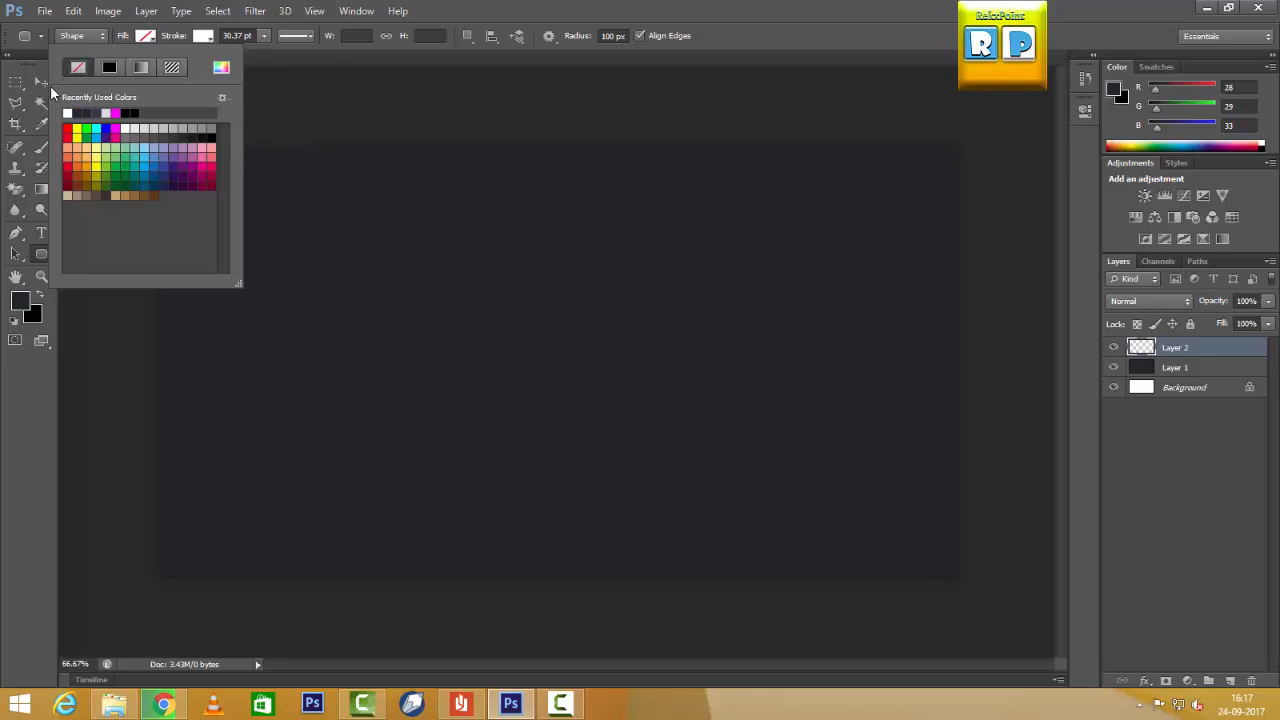 Ps File Edit Image Layer Type Select Filter 3D View Window Help
Shape Fill: Stroke: 30.37 pt W: H: Radius: 100 px Align Edges
RelaxPoints
R P
Essentials
Recently Used Colors
Color Swatches
R 28
G 29
B 33
Adjustments Styles
Add an adjustment
Layers Channels Paths
Kind
Normal Opacity: 100%
Lock: Fill: 100%
Layer 2
Layer 1
Background
66.67% Doc: 3.43M/0 bytes
Timeline
Ps Ps
16:17
24-09-2017